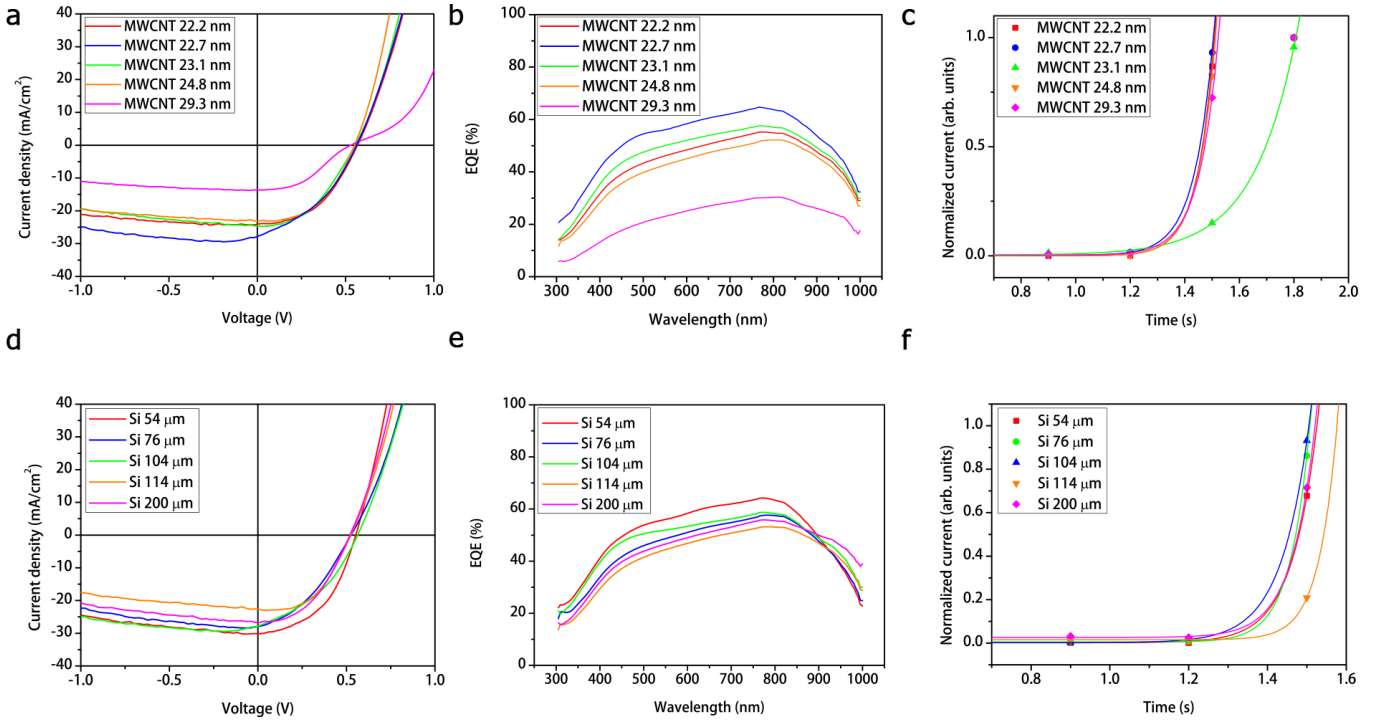 a
40
30
20
10
0
-10
-20
-30
-40
-1.0 -0.5 0.0 0.5 1.0
Current density (mA/cm²)
Voltage (V)
MWCNT 22.2 nm
MWCNT 22.7 nm
MWCNT 23.1 nm
MWCNT 24.8 nm
MWCNT 29.3 nm
b
100
80
60
40
20
0
300 400 500 600 700 800 900 1000
EQE (%)
Wavelength (nm)
MWCNT 22.2 nm
MWCNT 22.7 nm
MWCNT 23.1 nm
MWCNT 24.8 nm
MWCNT 29.3 nm
c
1.0
0.5
0.0
0.8 1.0 1.2 1.4 1.6 1.8 2.0
Normalized current (arb. units)
Time (s)
MWCNT 22.2 nm
MWCNT 22.7 nm
MWCNT 23.1 nm
MWCNT 24.8 nm
MWCNT 29.3 nm
d
40
30
20
10
0
-10
-20
-30
-40
-1.0 -0.5 0.0 0.5 1.0
Current density (mA/cm²)
Voltage (V)
Si 54 μm
Si 76 μm
Si 104 μm
Si 114 μm
Si 200 μm
e
100
80
60
40
20
0
300 400 500 600 700 800 900 1000
EQE (%)
Wavelength (nm)
Si 54 μm
Si 76 μm
Si 104 μm
Si 114 μm
Si 200 μm
f
1.0
0.8
0.6
0.4
0.2
0.0
0.8 1.0 1.2 1.4 1.6
Normalized current (arb. units)
Time (s)
Si 54 μm
Si 76 μm
Si 104 μm
Si 114 μm
Si 200 μm